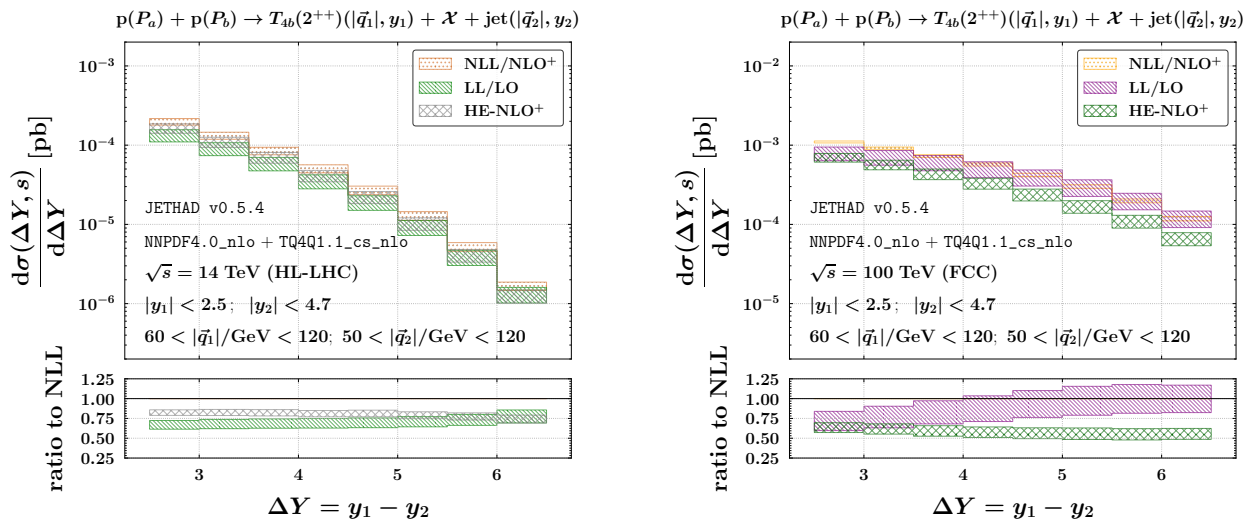 p(P_a) + p(P_b) → T_{4b}(2^{++})(|q⃗_1|, y_1) + 𝒳 + jet(|q⃗_2|, y_2)
NLL/NLO^+
LL/LO
HE-NLO^+
dσ(ΔY, s)
dΔY
[pb]
10^{−3}
10^{−4}
10^{−5}
10^{−6}
JETHAD v0.5.4
NNPDF4.0_nlo + TQ4Q1.1_cs_nlo
√s = 14 TeV (HL-LHC)
|y_1| < 2.5 ; |y_2| < 4.7
60 < |q⃗_1|/GeV < 120; 50 < |q⃗_2|/GeV < 120
ratio to NLL
1.25
1.00
0.75
0.50
0.25
3 4 5 6
ΔY = y_1 − y_2
p(P_a) + p(P_b) → T_{4b}(2^{++})(|q⃗_1|, y_1) + 𝒳 + jet(|q⃗_2|, y_2)
NLL/NLO^+
LL/LO
HE-NLO^+
dσ(ΔY, s)
dΔY
[pb]
10^{−2}
10^{−3}
10^{−4}
10^{−5}
JETHAD v0.5.4
NNPDF4.0_nlo + TQ4Q1.1_cs_nlo
√s = 100 TeV (FCC)
|y_1| < 2.5 ; |y_2| < 4.7
60 < |q⃗_1|/GeV < 120; 50 < |q⃗_2|/GeV < 120
ratio to NLL
1.25
1.00
0.75
0.50
0.25
3 4 5 6
ΔY = y_1 − y_2